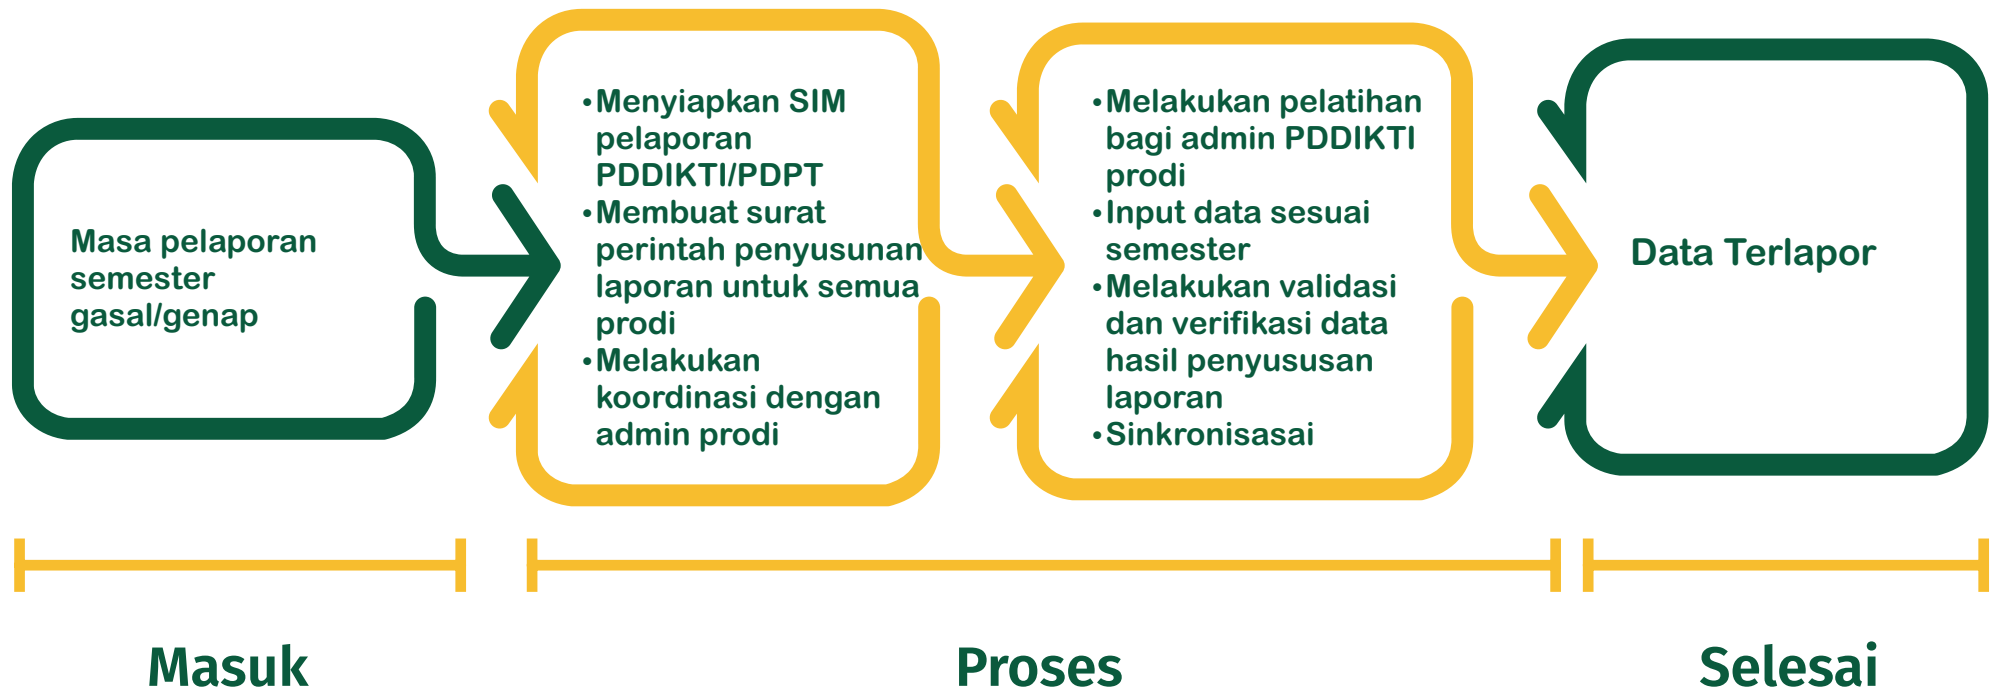 Masa pelaporan
semester
gasal/genap
•Menyiapkan SIM
pelaporan
PDDIKTI/PDPT
•Membuat surat
perintah penyusunan
laporan untuk semua
prodi
•Melakukan
koordinasi dengan
admin prodi
•Melakukan pelatihan
bagi admin PDDIKTI
prodi
•Input data sesuai
semester
•Melakukan validasi
dan verifikasi data
hasil penyususan
laporan
•Sinkronisasai
Data Terlapor
Masuk
Proses
Selesai